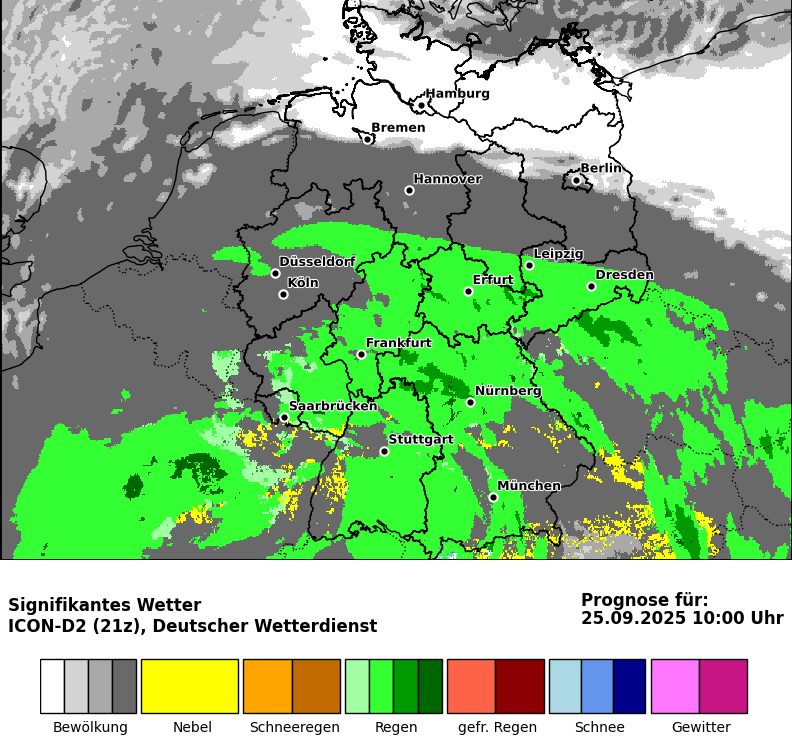 Hamburg
Bremen
Berlin
Hannover
Leipzig
Düsseldorf
Dresden
Köln
Erfurt
Frankfurt
Nürnberg
Saarbrücken
Stuttgart
München
Signifikantes Wetter
ICON-D2 (21z), Deutscher Wetterdienst
Prognose für:
25.09.2025 10:00 Uhr
Bewölkung Nebel Schneeregen Regen gefr. Regen Schnee Gewitter